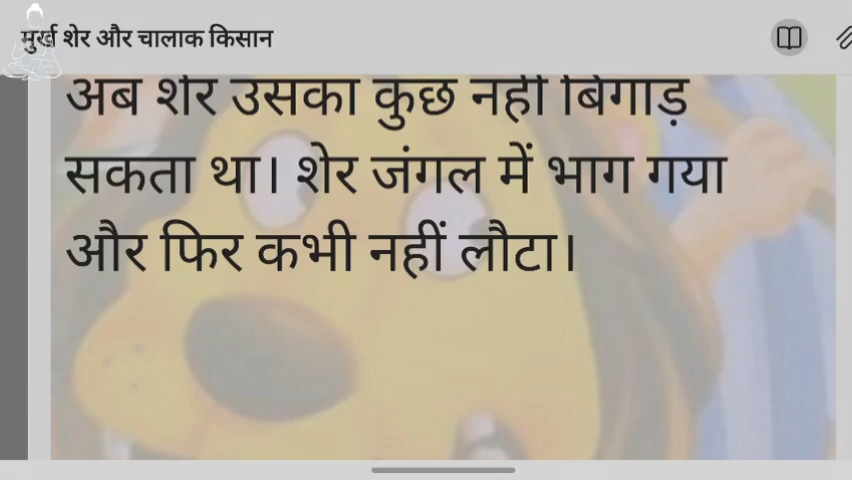 मुर्ख शेर और चालाक किसान
अब शेर उसका कुछ नहीं बिगाड़
सकता था। शेर जंगल में भाग गया
और फिर कभी नहीं लौटा।